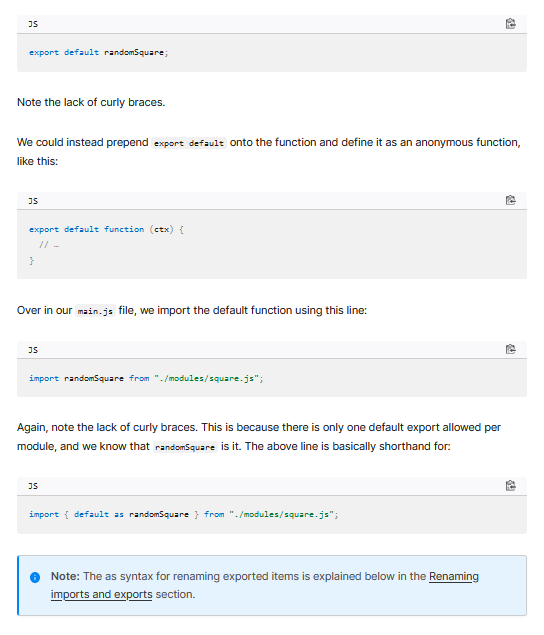 JS
export default randomSquare;
Note the lack of curly braces.
We could instead prepend export default onto the function and define it as an anonymous function,
like this:
JS
export default function (ctx) {
// …
}
Over in our main.js file, we import the default function using this line:
JS
import randomSquare from "./modules/square.js";
Again, note the lack of curly braces. This is because there is only one default export allowed per
module, and we know that randomSquare is it. The above line is basically shorthand for:
JS
import { default as randomSquare } from "./modules/square.js";
Note: The as syntax for renaming exported items is explained below in the Renaming
imports and exports section.